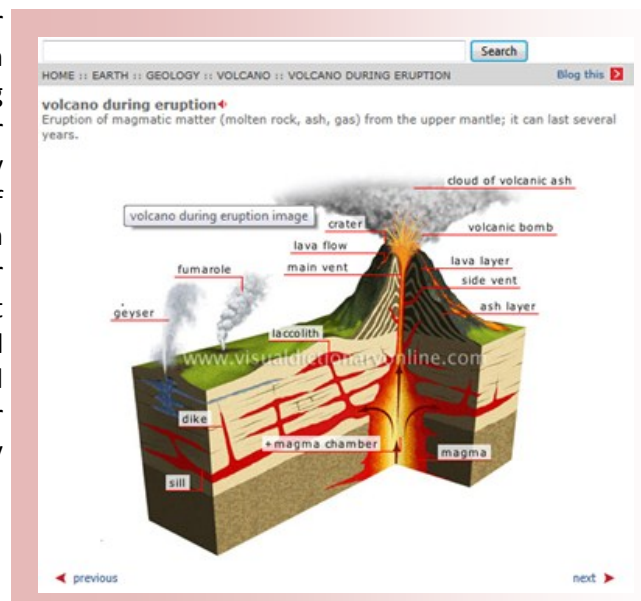 Search
HOME :: EARTH :: GEOLOGY :: VOLCANO :: VOLCANO DURING ERUPTION
Blog this
volcano during eruption
Eruption of magmatic matter (molten rock, ash, gas) from the upper mantle; it can last several
years.
cloud of volcanic ash
volcano during eruption image
crater
volcanic bomb
lava flow
lava layer
fumarole
main vent
side vent
geyser
ash layer
laccolith
www.visualdictionaryonline.com
dike
+magma chamber
magma
sill
previous
next